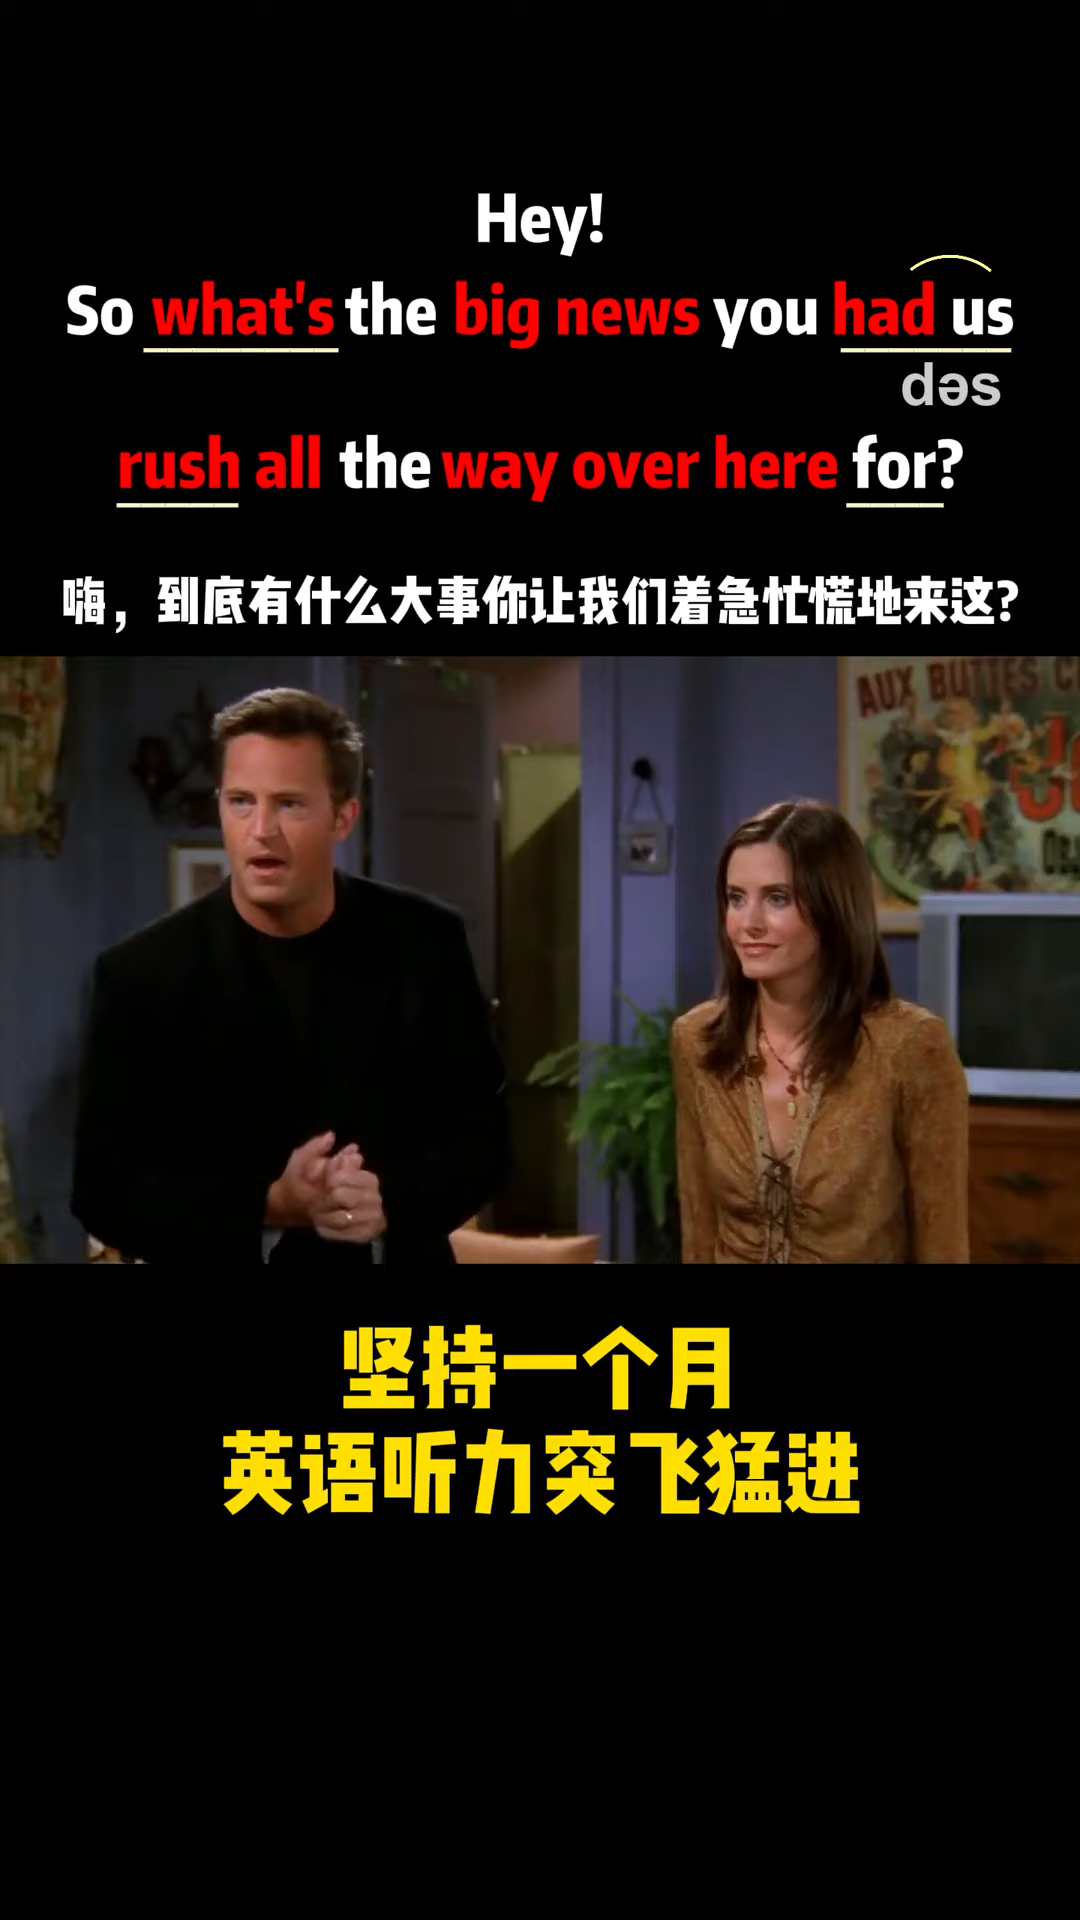 Hey!
So what's the big news you had us
dəs
rush all the way over here for?
嗨，到底有什么大事你让我们着急忙慌地来这?
AUX BUTTES C
坚持一个月
英语听力突飞猛进